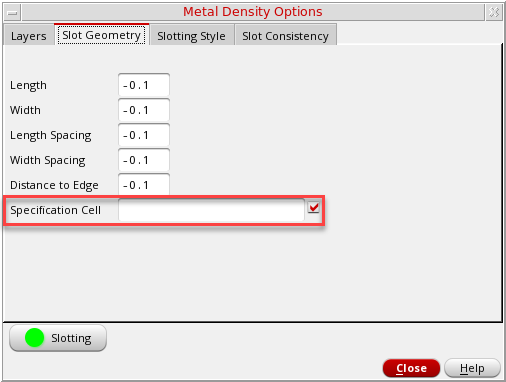 Metal Density Options
Layers Slot Geometry Slotting Style Slot Consistency
Length -0.1
Width -0.1
Length Spacing -0.1
Width Spacing -0.1
Distance to Edge -0.1
Specification Cell
Slotting
Close Help